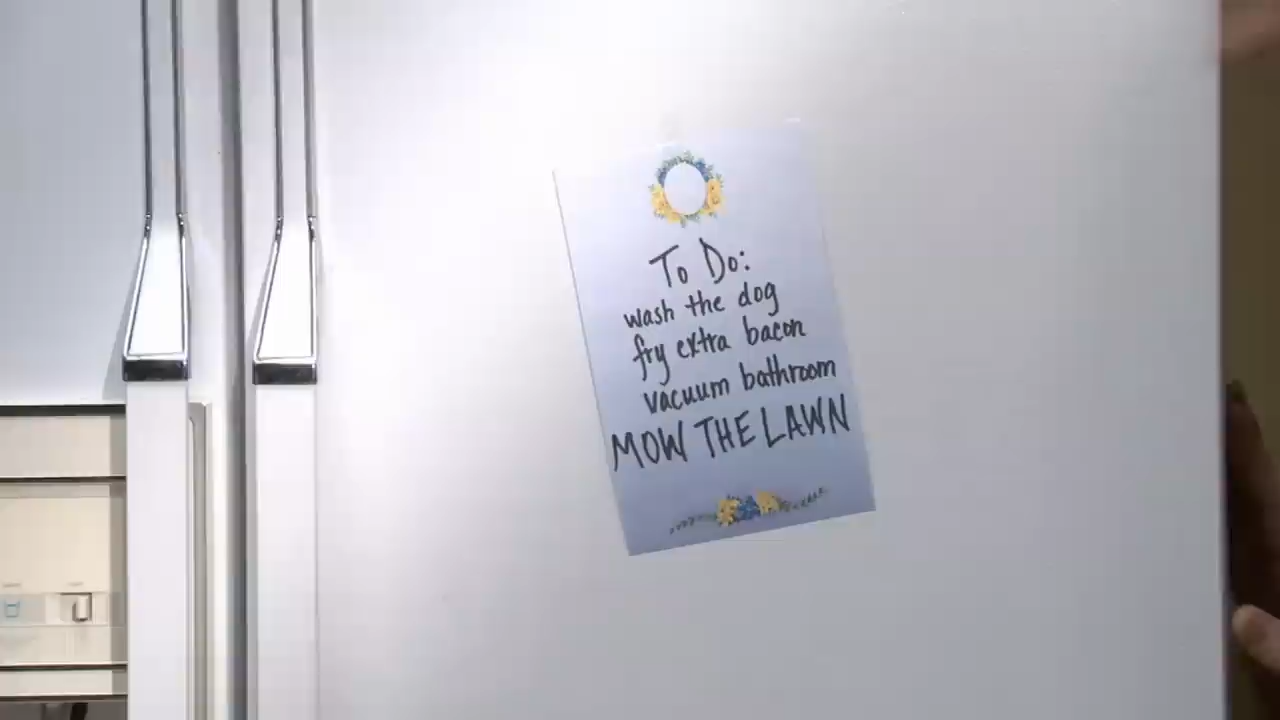 To Do:
wash the dog
fry extra bacon
vacuum bathroom
MOW THE LAWN